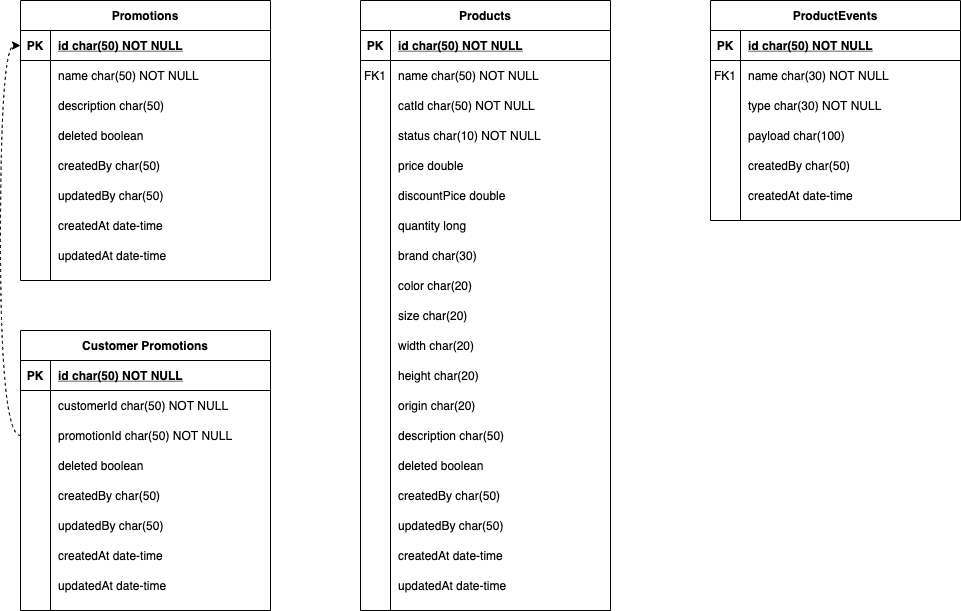 Promotions
PK id char(50) NOT NULL
name char(50) NOT NULL
description char(50)
deleted boolean
createdBy char(50)
updatedBy char(50)
createdAt date-time
updatedAt date-time
Customer Promotions
PK id char(50) NOT NULL
customerId char(50) NOT NULL
promotionId char(50) NOT NULL
deleted boolean
createdBy char(50)
updatedBy char(50)
createdAt date-time
updatedAt date-time
Products
PK id char(50) NOT NULL
FK1 name char(50) NOT NULL
catId char(50) NOT NULL
status char(10) NOT NULL
price double
discountPice double
quantity long
brand char(30)
color char(20)
size char(20)
width char(20)
height char(20)
origin char(20)
description char(50)
deleted boolean
createdBy char(50)
updatedBy char(50)
createdAt date-time
updatedAt date-time
ProductEvents
PK id char(50) NOT NULL
FK1 name char(30) NOT NULL
type char(30) NOT NULL
payload char(100)
createdBy char(50)
createdAt date-time